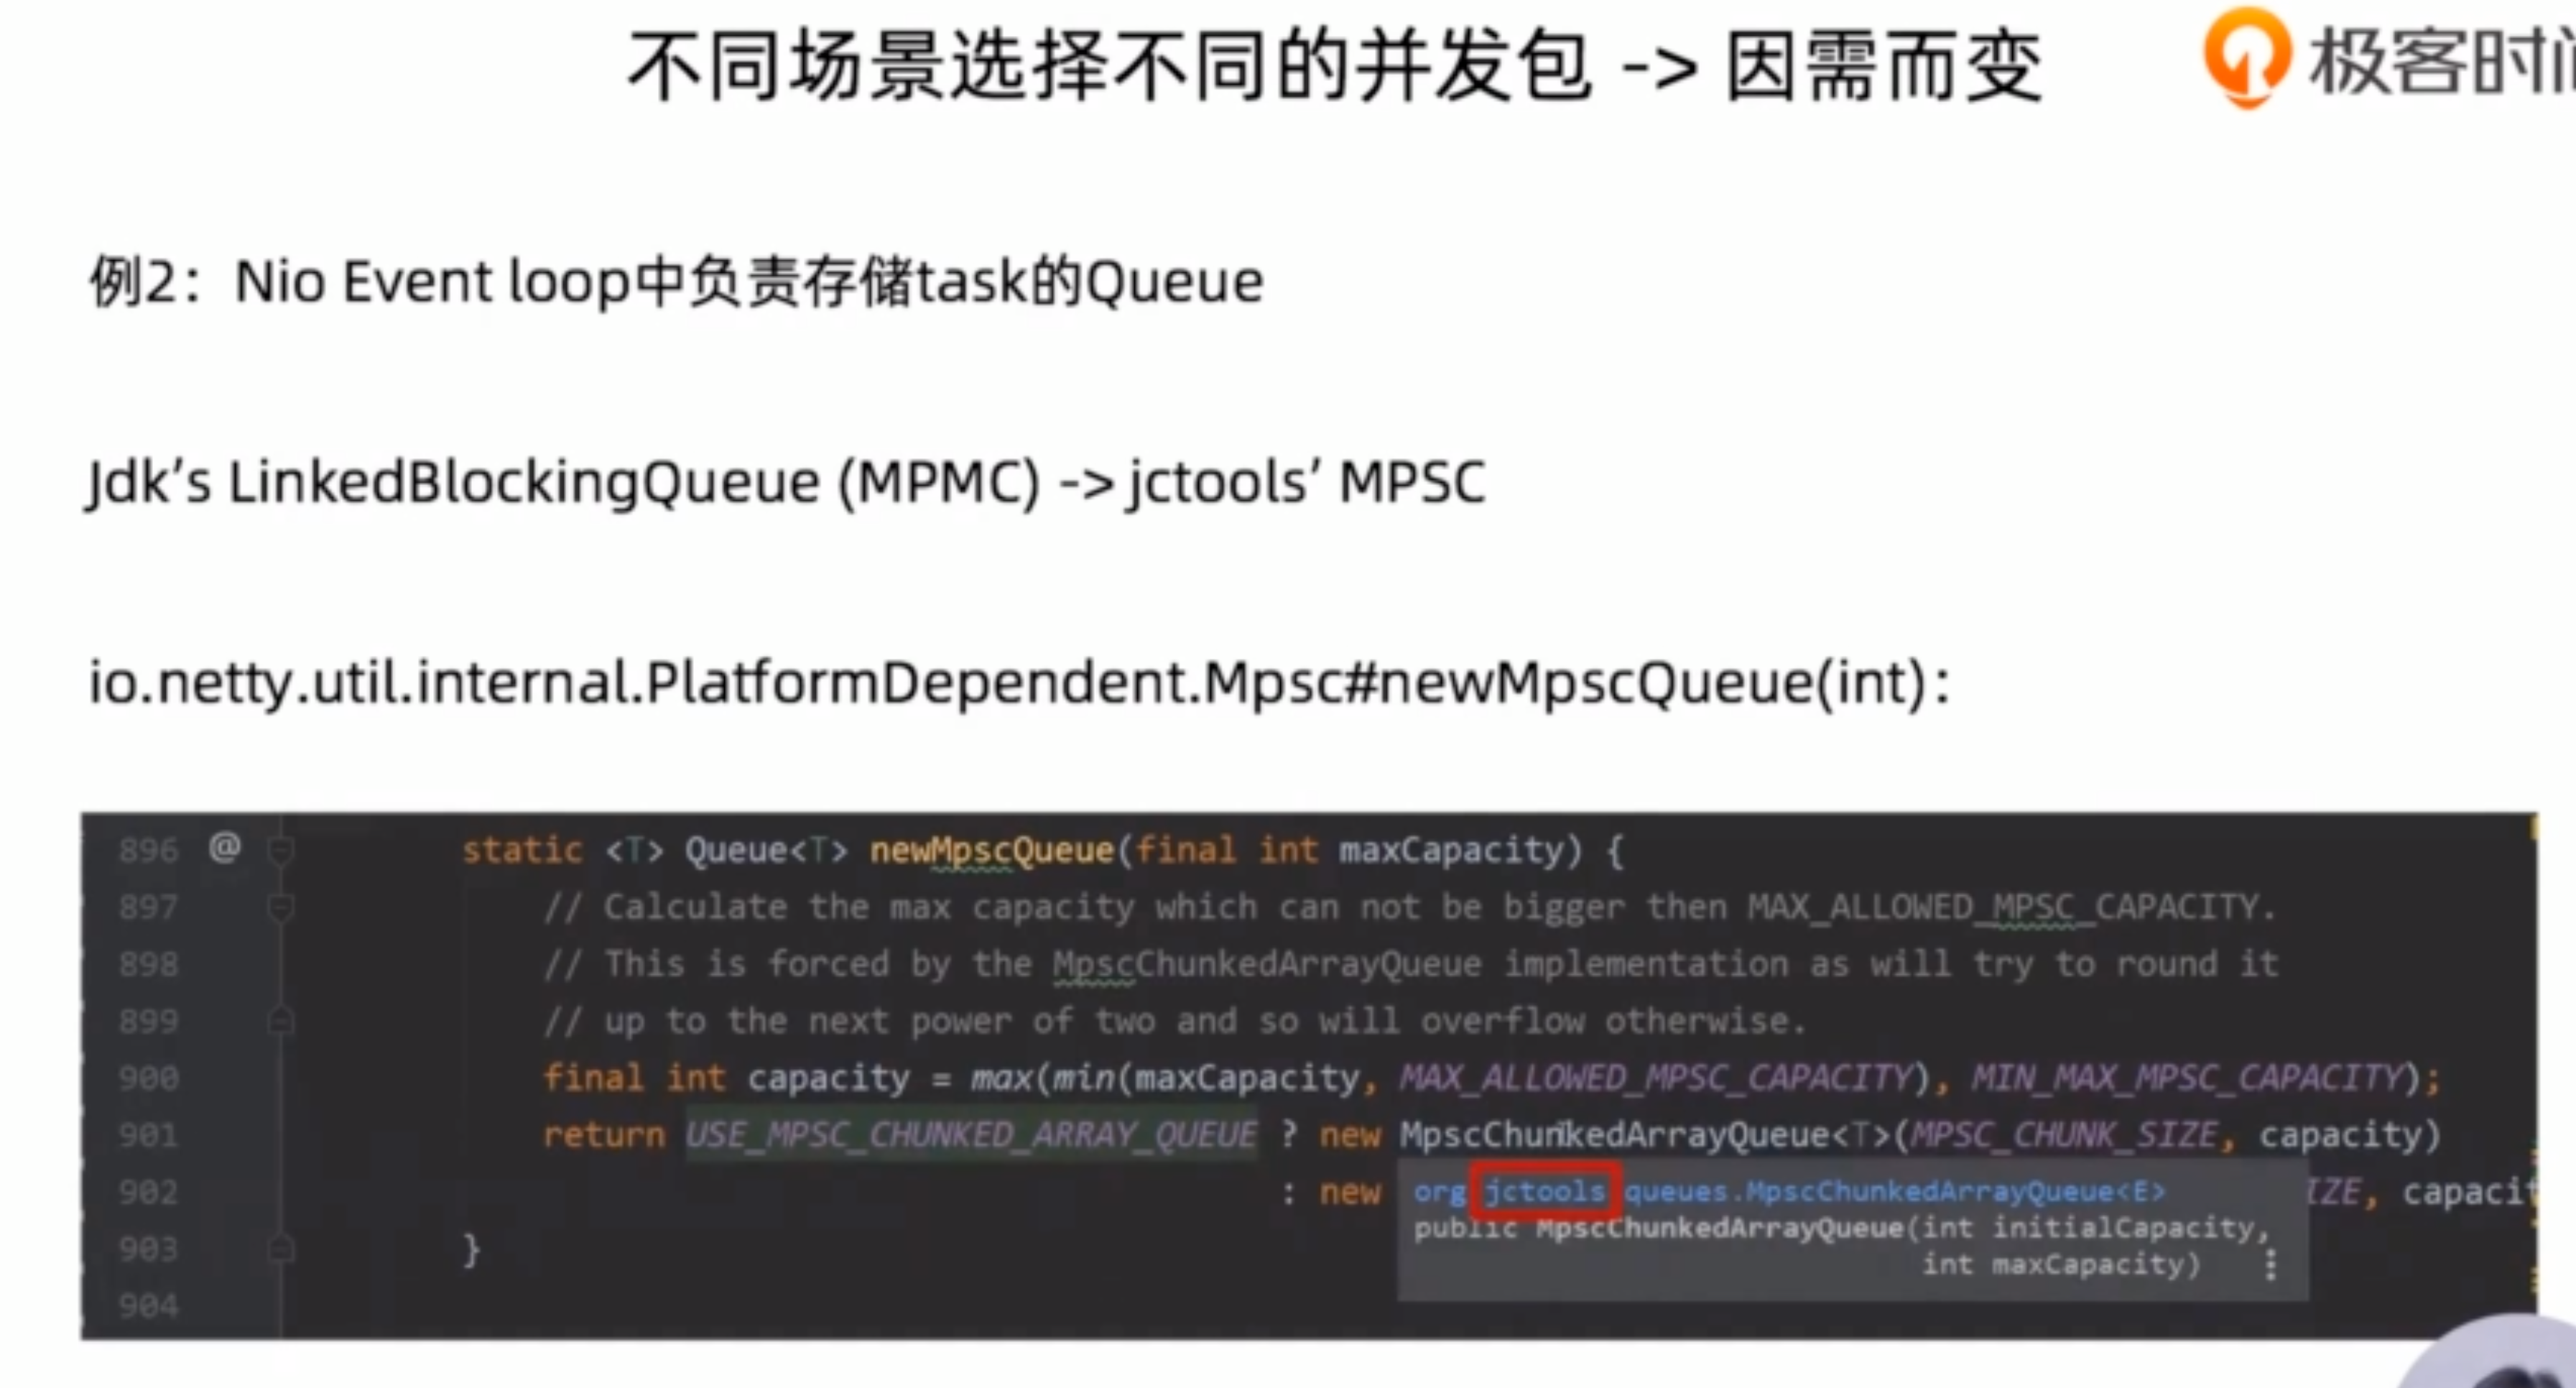 不同场景选择不同的并发包 -> 因需而变
极客时间
例2：Nio Event loop中负责存储task的Queue
Jdk’s LinkedBlockingQueue (MPMC) -> jctools’ MPSC
io.netty.util.internal.PlatformDependent.Mpsc#newMpscQueue(int)：
896 @ static <T> Queue<T> newMpscQueue(final int maxCapacity) {
897 // Calculate the max capacity which can not be bigger then MAX_ALLOWED_MPSC_CAPACITY.
898 // This is forced by the MpscChunkedArrayQueue implementation as will try to round it
899 // up to the next power of two and so will overflow otherwise.
900 final int capacity = max(min(maxCapacity, MAX_ALLOWED_MPSC_CAPACITY), MIN_MAX_MPSC_CAPACITY);
901 return USE_MPSC_CHUNKED_ARRAY_QUEUE ? new MpscChunkedArrayQueue<T>(MPSC_CHUNK_SIZE, capacity)
902 : new org.jctools.queues.MpscChunkedArrayQueue<E> IZE, capacit
public MpscChunkedArrayQueue(int initialCapacity,
903 }
int maxCapacity)
904